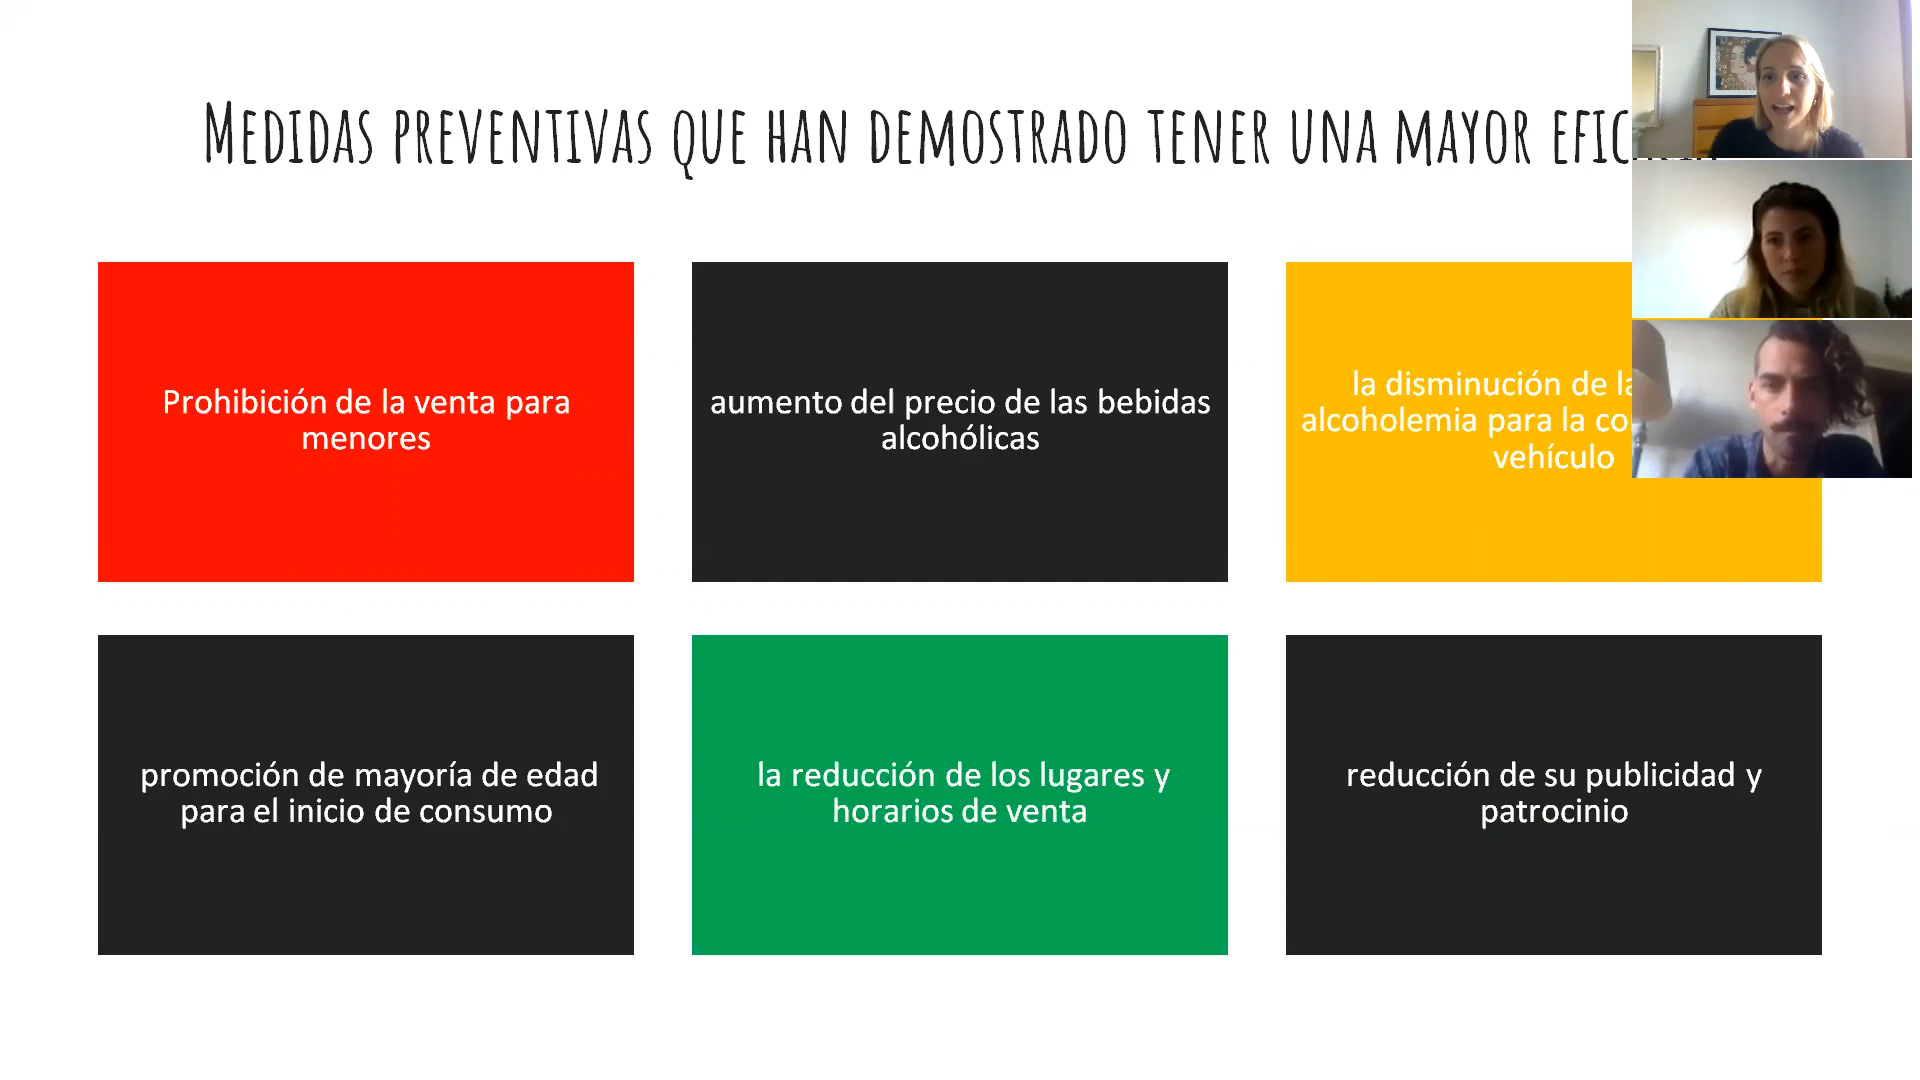 Medidas preventivas que han demostrado tener una mayor
Prohibición de la venta para
menores
aumento del precio de las bebidas
alcohólicas
la disminución de
alcoholemia para la
vehículo
promoción de mayoría de edad
para el inicio de consumo
la reducción de los lugares y
horarios de venta
reducción de su publicidad y
patrocinio